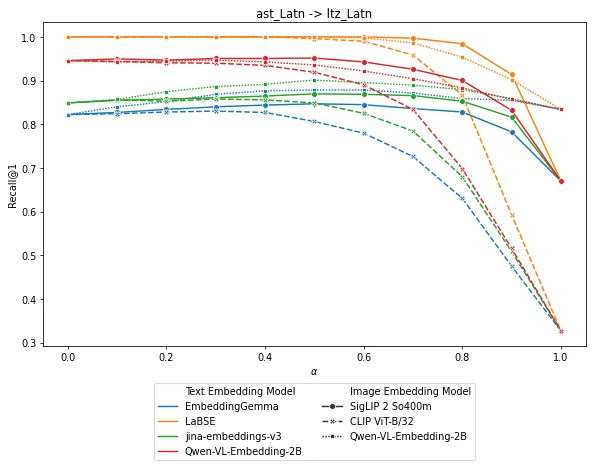 ast_Latn -> ltz_Latn
Recall@1
1.0
0.9
0.8
0.7
0.6
0.5
0.4
0.3
0.0 0.2 0.4 0.6 0.8 1.0
α
Text Embedding Model
EmbeddingGemma
LaBSE
jina-embeddings-v3
Qwen-VL-Embedding-2B
Image Embedding Model
SigLIP 2 So400m
CLIP ViT-B/32
Qwen-VL-Embedding-2B